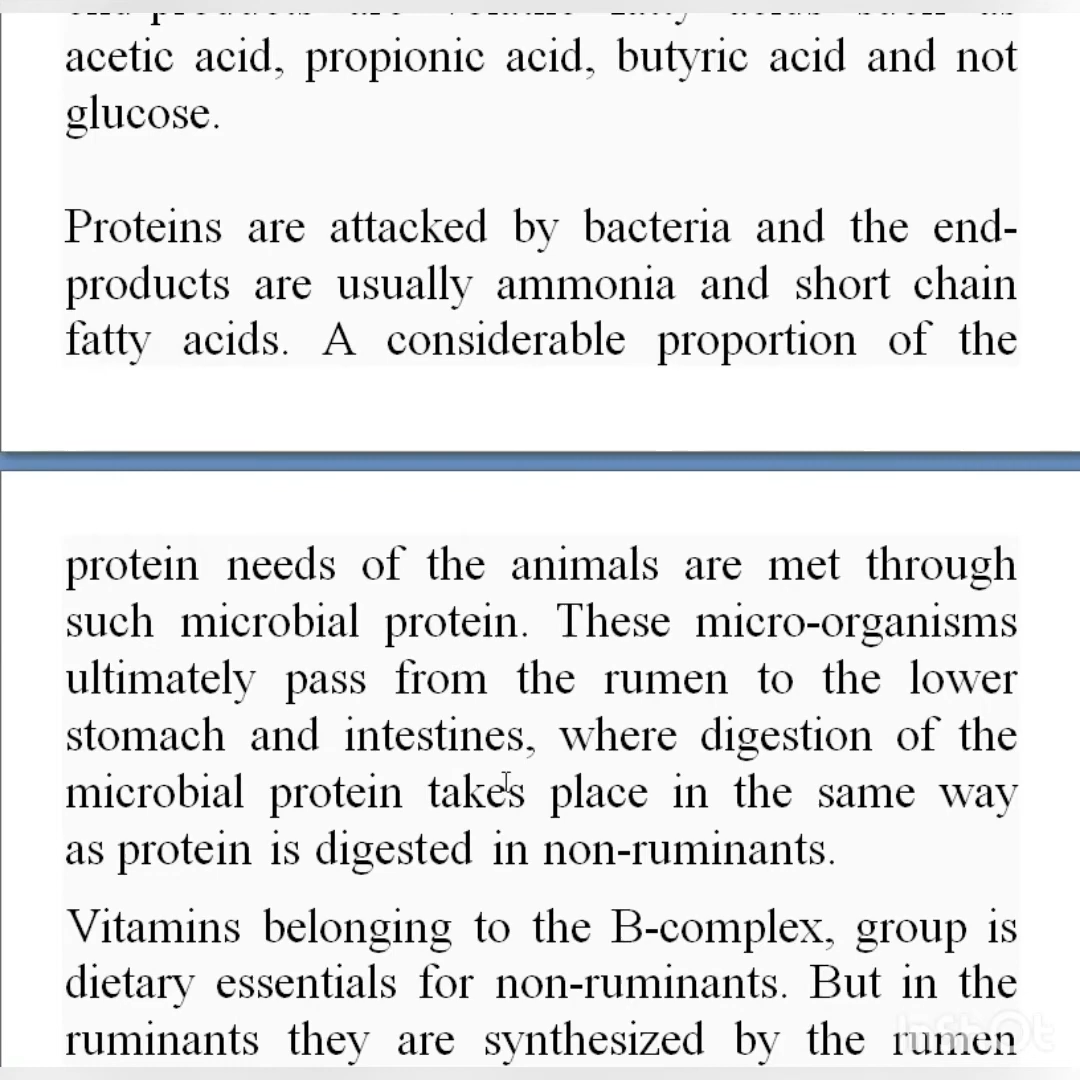 acetic acid, propionic acid, butyric acid and not
glucose.
Proteins are attacked by bacteria and the end-
products are usually ammonia and short chain
fatty acids. A considerable proportion of the
protein needs of the animals are met through
such microbial protein. These micro-organisms
ultimately pass from the rumen to the lower
stomach and intestines, where digestion of the
microbial protein takes place in the same way
as protein is digested in non-ruminants.
Vitamins belonging to the B-complex, group is
dietary essentials for non-ruminants. But in the
ruminants they are synthesized by the rumen
InShOt